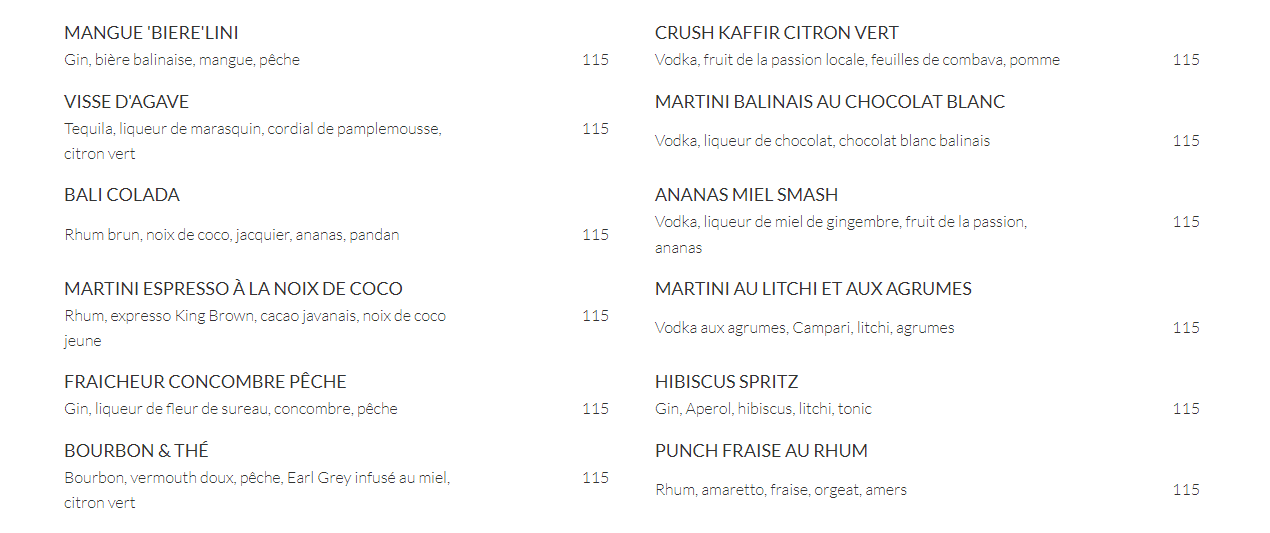 MANGUE 'BIERE'LINI
Gin, bière balinaise, mangue, pêche 115
VISSE D'AGAVE
Tequila, liqueur de marasquin, cordial de pamplemousse, 115
citron vert
BALI COLADA
Rhum brun, noix de coco, jacquier, ananas, pandan 115
MARTINI ESPRESSO À LA NOIX DE COCO
Rhum, expresso King Brown, cacao javanais, noix de coco 115
jeune
FRAICHEUR CONCOMBRE PÊCHE
Gin, liqueur de fleur de sureau, concombre, pêche 115
BOURBON & THÉ
Bourbon, vermouth doux, pêche, Earl Grey infusé au miel, 115
citron vert
CRUSH KAFFIR CITRON VERT
Vodka, fruit de la passion locale, feuilles de combava, pomme 115
MARTINI BALINAIS AU CHOCOLAT BLANC
Vodka, liqueur de chocolat, chocolat blanc balinais 115
ANANAS MIEL SMASH
Vodka, liqueur de miel de gingembre, fruit de la passion, 115
ananas
MARTINI AU LITCHI ET AUX AGRUMES
Vodka aux agrumes, Campari, litchi, agrumes 115
HIBISCUS SPRITZ
Gin, Aperol, hibiscus, litchi, tonic 115
PUNCH FRAISE AU RHUM
Rhum, amaretto, fraise, orgeat, amers 115